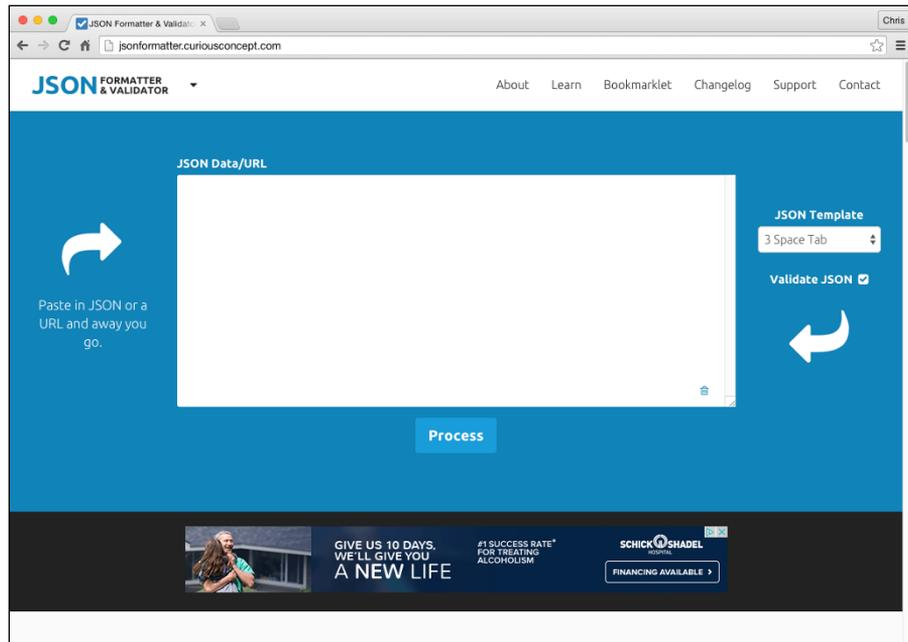 JSON Formatter & Validato
Chris
jsonformatter.curiousconcept.com
JSON FORMATTER
& VALIDATOR
About Learn Bookmarklet Changelog Support Contact
JSON Data/URL
Paste in JSON or a
URL and away you
go.
JSON Template
3 Space Tab
Validate JSON
Process
GIVE US 10 DAYS,
WE'LL GIVE YOU
A NEW LIFE
#1 SUCCESS RATE*
FOR TREATING
ALCOHOLISM
SCHICK SHADEL
HOSPITAL
FINANCING AVAILABLE >